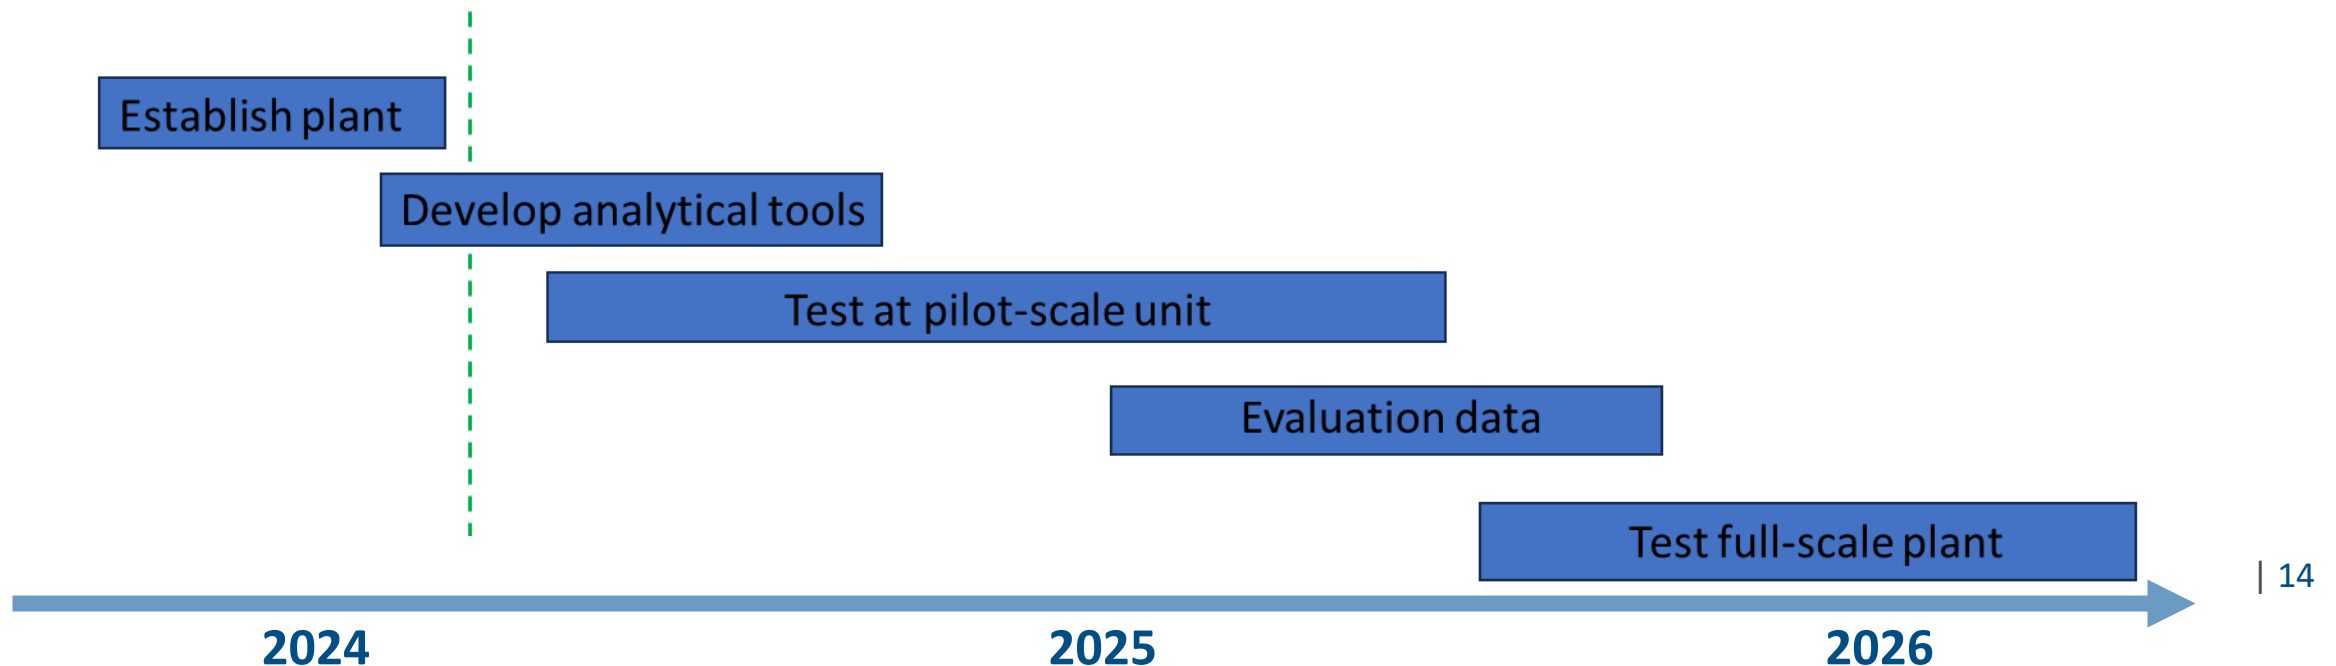 Establish plant
Develop analytical tools
Test at pilot-scale unit
Evaluation data
Test full-scale plant
| 14
2024 2025 2026